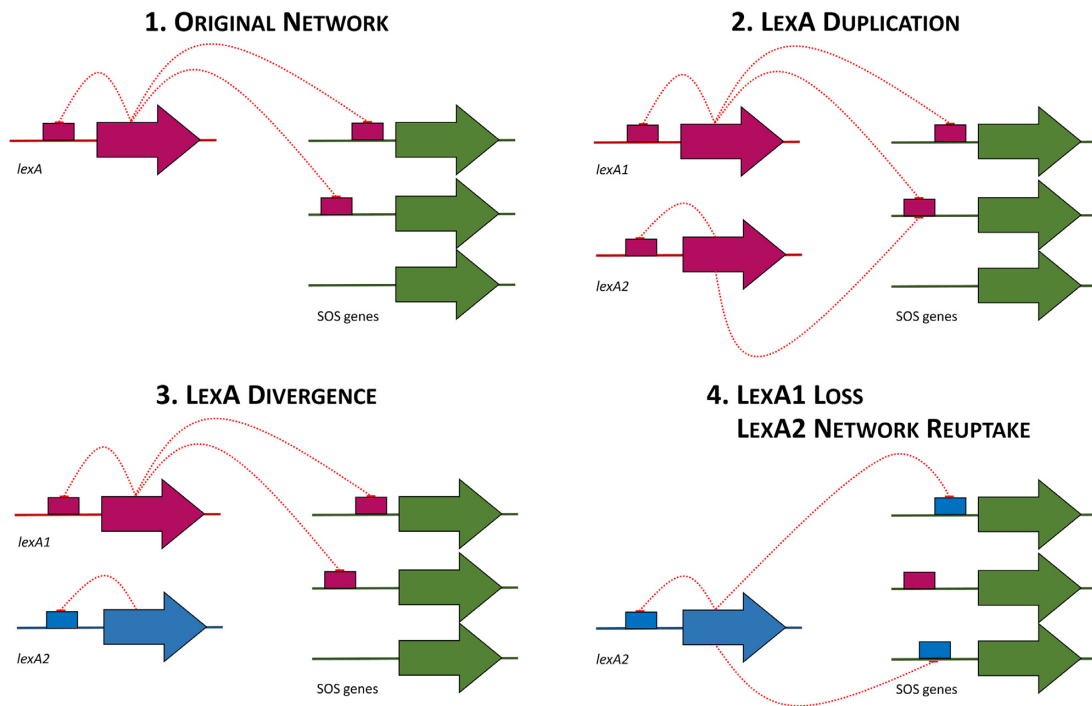 1. ORIGINAL NETWORK
lexA
SOS genes
2. LEXA DUPLICATION
lexA1
lexA2
SOS genes
3. LEXA DIVERGENCE
lexA1
lexA2
SOS genes
4. LEXA1 LOSS
LEXA2 NETWORK REUPTAKE
lexA2
SOS genes